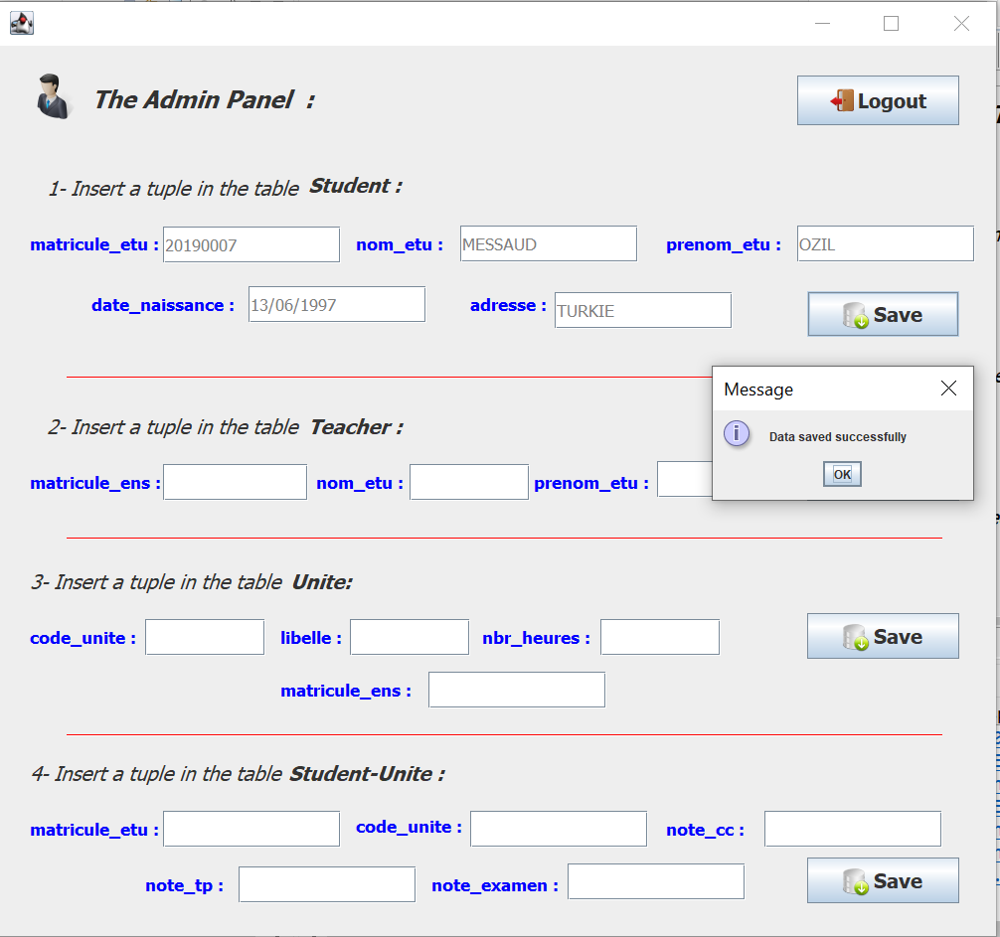 The Admin Panel :
Logout
1- Insert a tuple in the table Student :
matricule_etu : 20190007 nom_etu : MESSAUD prenom_etu : OZIL
date_naissance : 13/06/1997 adresse : TURKIE
Save
Message
Data saved successfully
OK
2- Insert a tuple in the table Teacher :
matricule_ens : nom_etu : prenom_etu :
3- Insert a tuple in the table Unite:
code_unite : libelle : nbr_heures :
Save
matricule_ens :
4- Insert a tuple in the table Student-Unite :
matricule_etu : code_unite : note_cc :
note_tp : note_examen :
Save